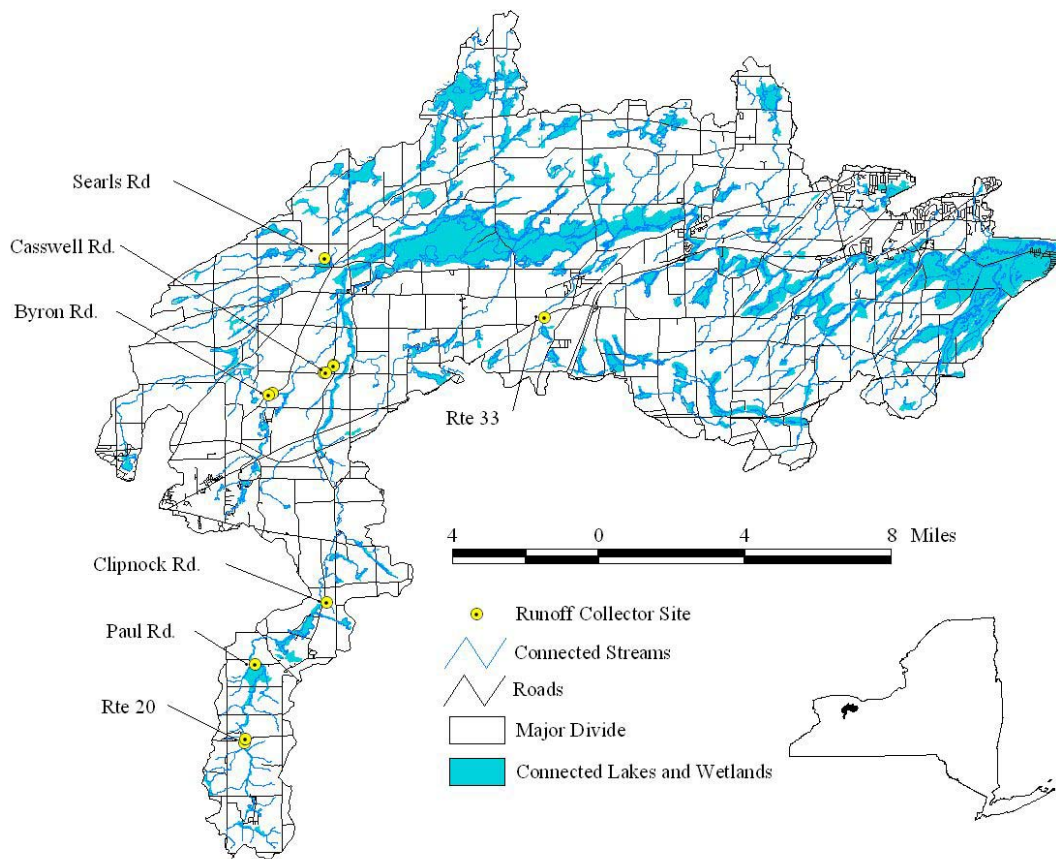 Searls Rd
Casswell Rd.
Byron Rd.
Rte 33
4 0 4 8 Miles
Clipnock Rd.
Paul Rd.
Rte 20
Runoff Collector Site
Connected Streams
Roads
Major Divide
Connected Lakes and Wetlands